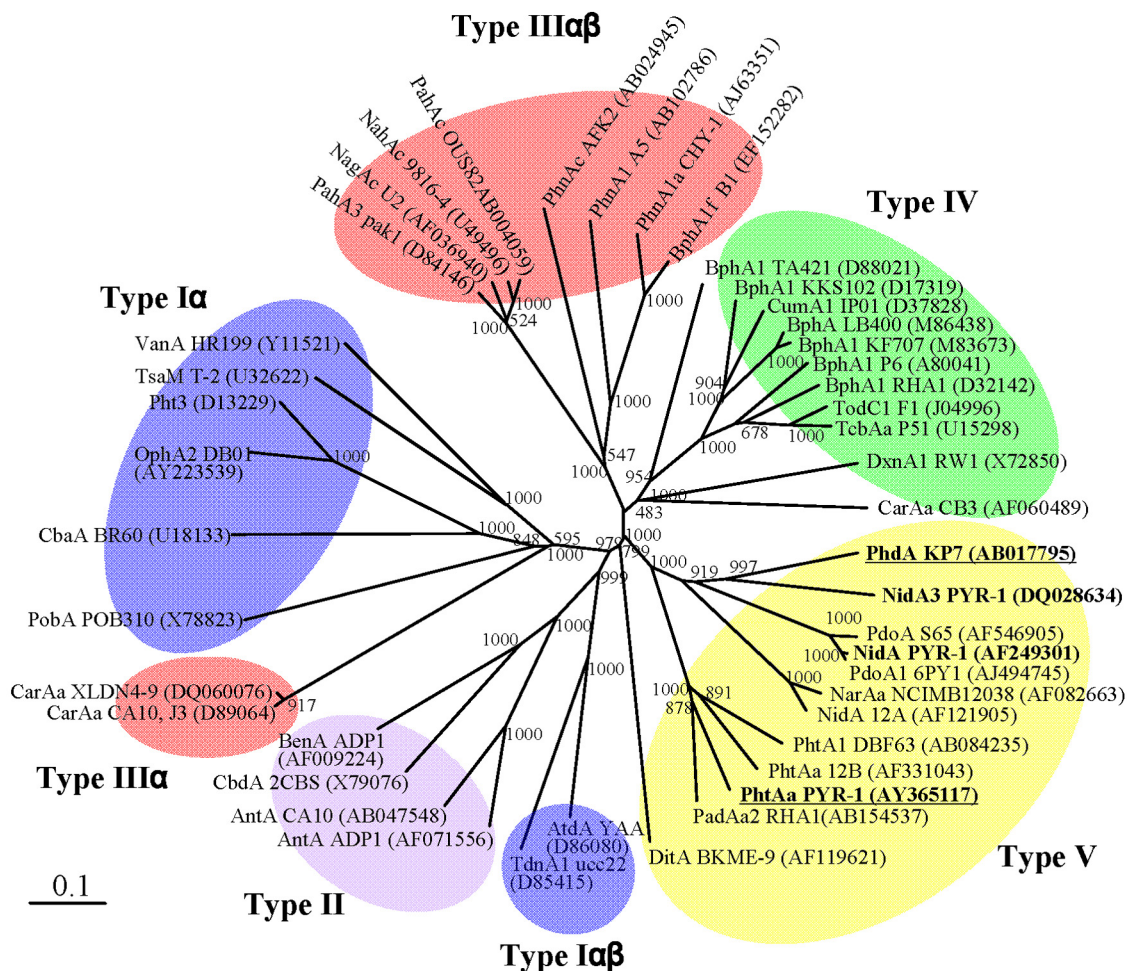 Type IIIαβ
PahAc OUS82AB004059)
NahAc 9816-4 (U49496)
NagAc U2 (AF036940)
PahA3 pak1 (D84146)
PhnAc AFK2 (AB024945)
PhnA1 A5 (AB102786)
PhnA1a CHY-1 (AJ63351)
BphA1f B1 (EF152282)
1000
524
1000
1000
1000
547
1000
Type IV
BphA1 TA421 (D88021)
BphA1 KKS102 (D17319)
CumA1 IP01 (D37828)
BphA LB400 (M86438)
BphA1 KF707 (M83673)
BphA1 P6 (A80041)
BphA1 RHA1 (D32142)
TodC1 F1 (J04996)
TcbAa P51 (U15298)
DxnA1 RW1 (X72850)
CarAa CB3 (AF060489)
1000
904
1000
678
1000
1000
954
1000
483
Type Iα
VanA HR199 (Y11521)
TsaM T-2 (U32622)
Pht3 (D13229)
OphA2 DB01
(AY223539)
CbaA BR60 (U18133)
PobA POB310 (X78823)
1000
1000
1000
848
595
1000
979
799
1000
999
CarAa XLDN4-9 (DQ060076)
CarAa CA10, J3 (D89064)
917
Type IIIα
BenA ADP1
(AF009224)
CbdA 2CBS (X79076)
AntA CA10 (AB047548)
AntA ADP1 (AF071556)
1000
1000
1000
1000
Type II
AtdA YAA
(D86080)
TdnA1 ucc22
(D85415)
Type Iαβ
PhdA KP7 (AB017795)
NidA3 PYR-1 (DQ028634)
PdoA S65 (AF546905)
NidA PYR-1 (AF249301)
PdoA1 6PY1 (AJ494745)
NarAa NCIMB12038 (AF082663)
NidA 12A (AF121905)
PhtA1 DBF63 (AB084235)
PhtAa 12B (AF331043)
PhtAa PYR-1 (AY365117)
PadAa2 RHA1(AB154537)
DitA BKME-9 (AF119621)
1000
919
997
1000
1000
1000
1000
891
878
Type V
0.1